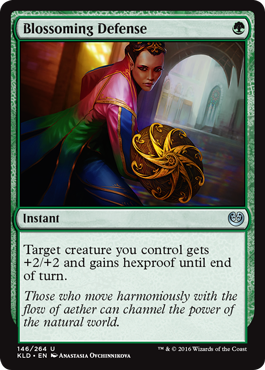 Blossoming Defense
Instant
Target creature you control gets
+2/+2 and gains hexproof until end
of turn.
Those who move harmoniously with the
flow of aether can channel the power of
the natural world.
146/264 U
KLD • EN Anastasia Ovchinnikova
™ & © 2016 Wizards of the Coast